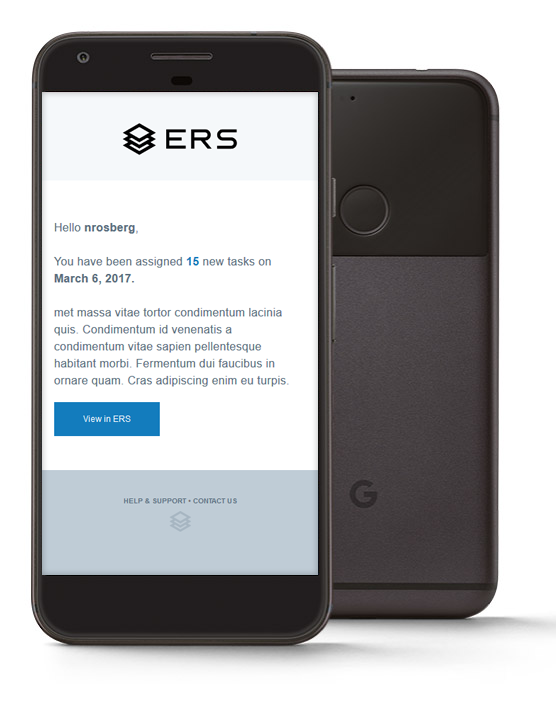 ERS
Hello nrosberg,
You have been assigned 15 new tasks on
March 6, 2017.
met massa vitae tortor condimentum lacinia
quis. Condimentum id venenatis a
condimentum vitae sapien pellentesque
habitant morbi. Fermentum dui faucibus in
ornare quam. Cras adipiscing enim eu turpis.
View in ERS
HELP & SUPPORT • CONTACT US
G